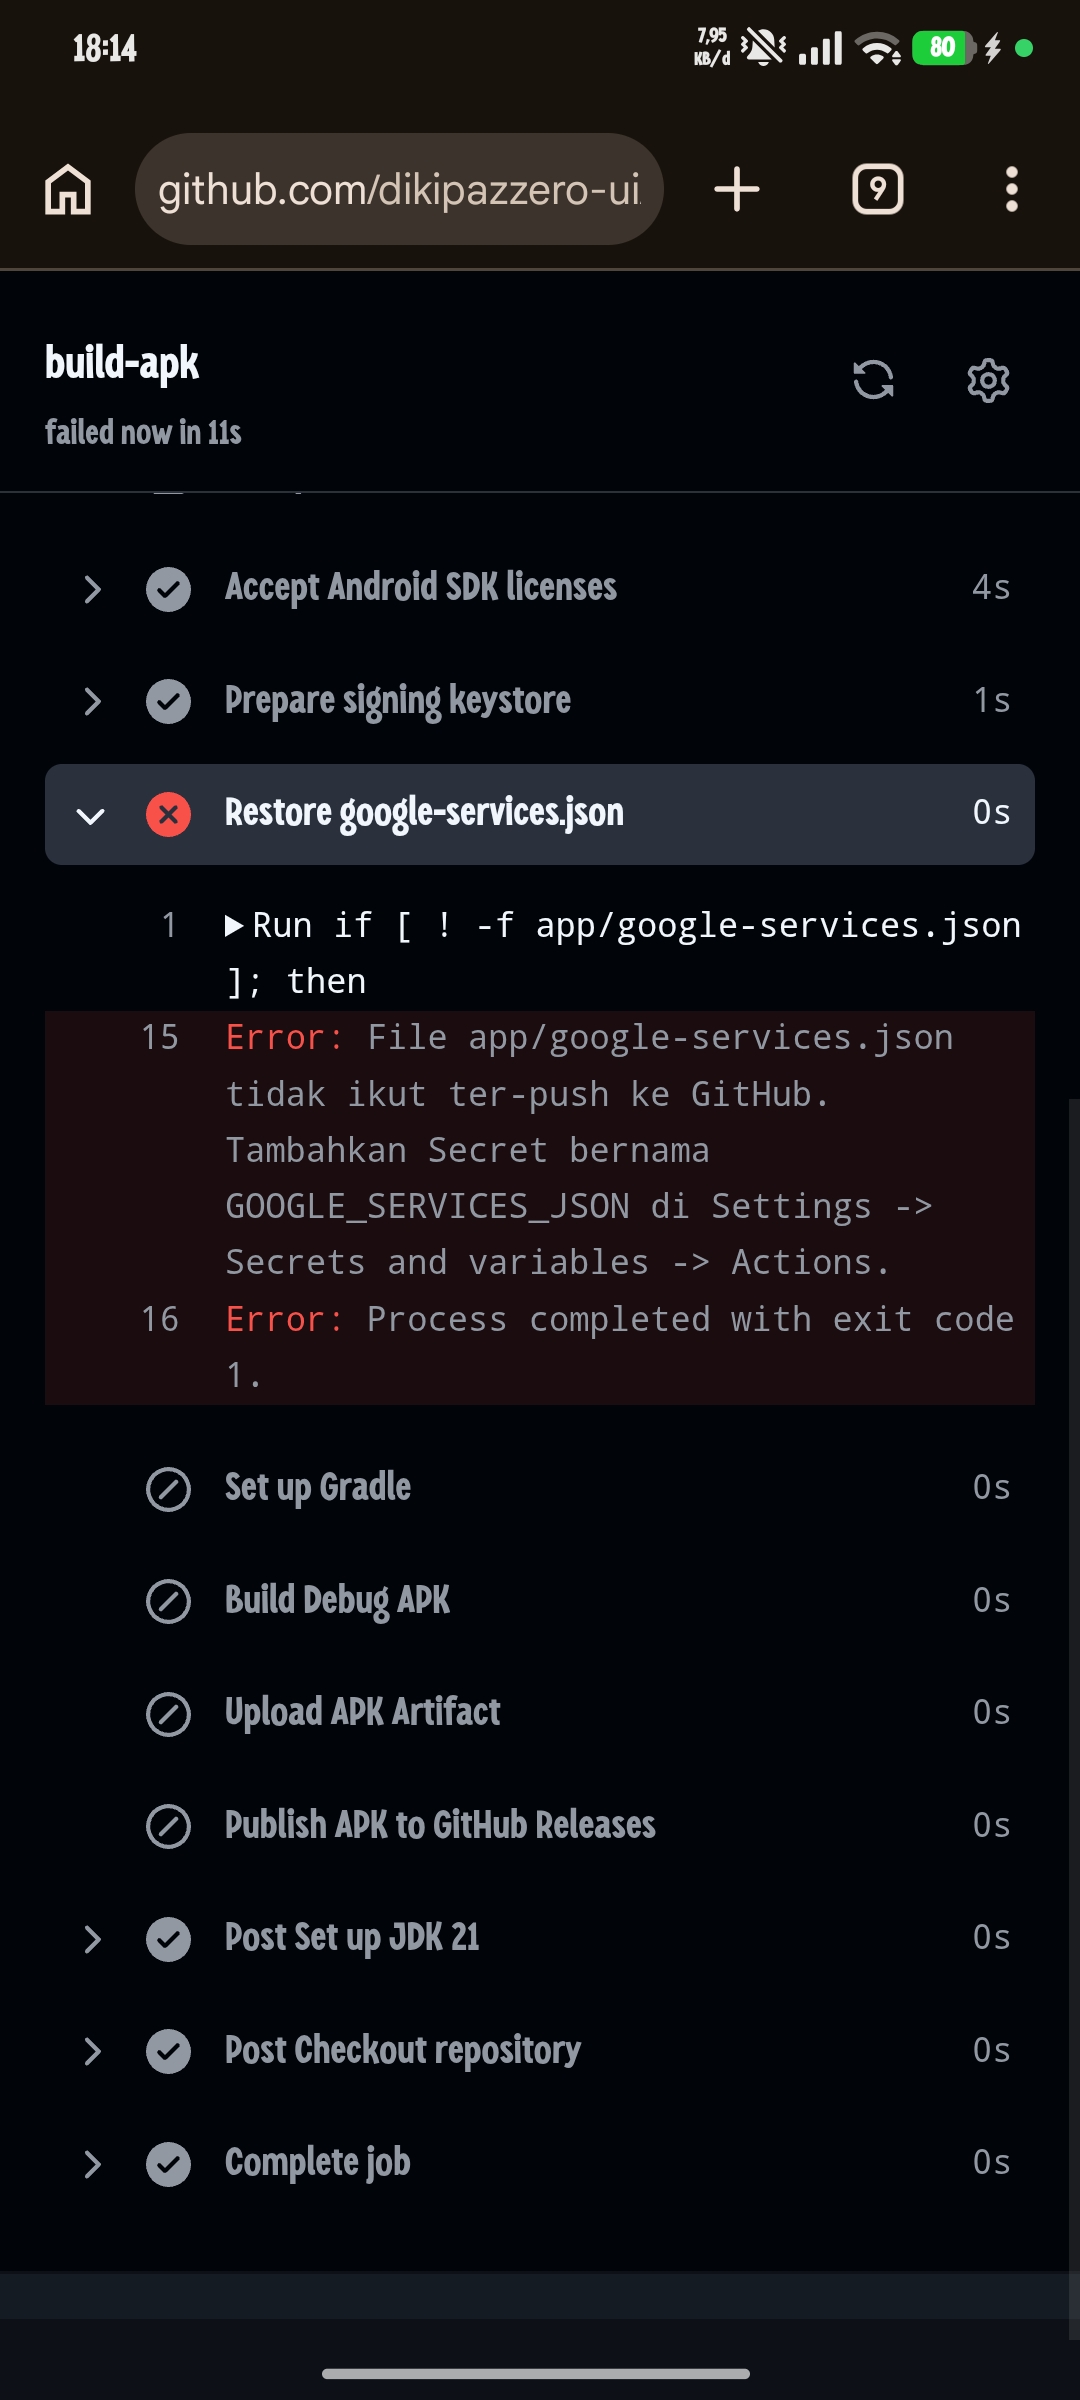 18:14
7,95
KB/d
80
github.com/dikipazzero-ui
9
build-apk
failed now in 11s
Accept Android SDK licenses 4s
Prepare signing keystore 1s
Restore google-services.json 0s
1 Run if [ ! -f app/google-services.json
]; then
15 Error: File app/google-services.json
tidak ikut ter-push ke GitHub.
Tambahkan Secret bernama
GOOGLE_SERVICES_JSON di Settings ->
Secrets and variables -> Actions.
16 Error: Process completed with exit code
1.
Set up Gradle 0s
Build Debug APK 0s
Upload APK Artifact 0s
Publish APK to GitHub Releases 0s
Post Set up JDK 21 0s
Post Checkout repository 0s
Complete job 0s